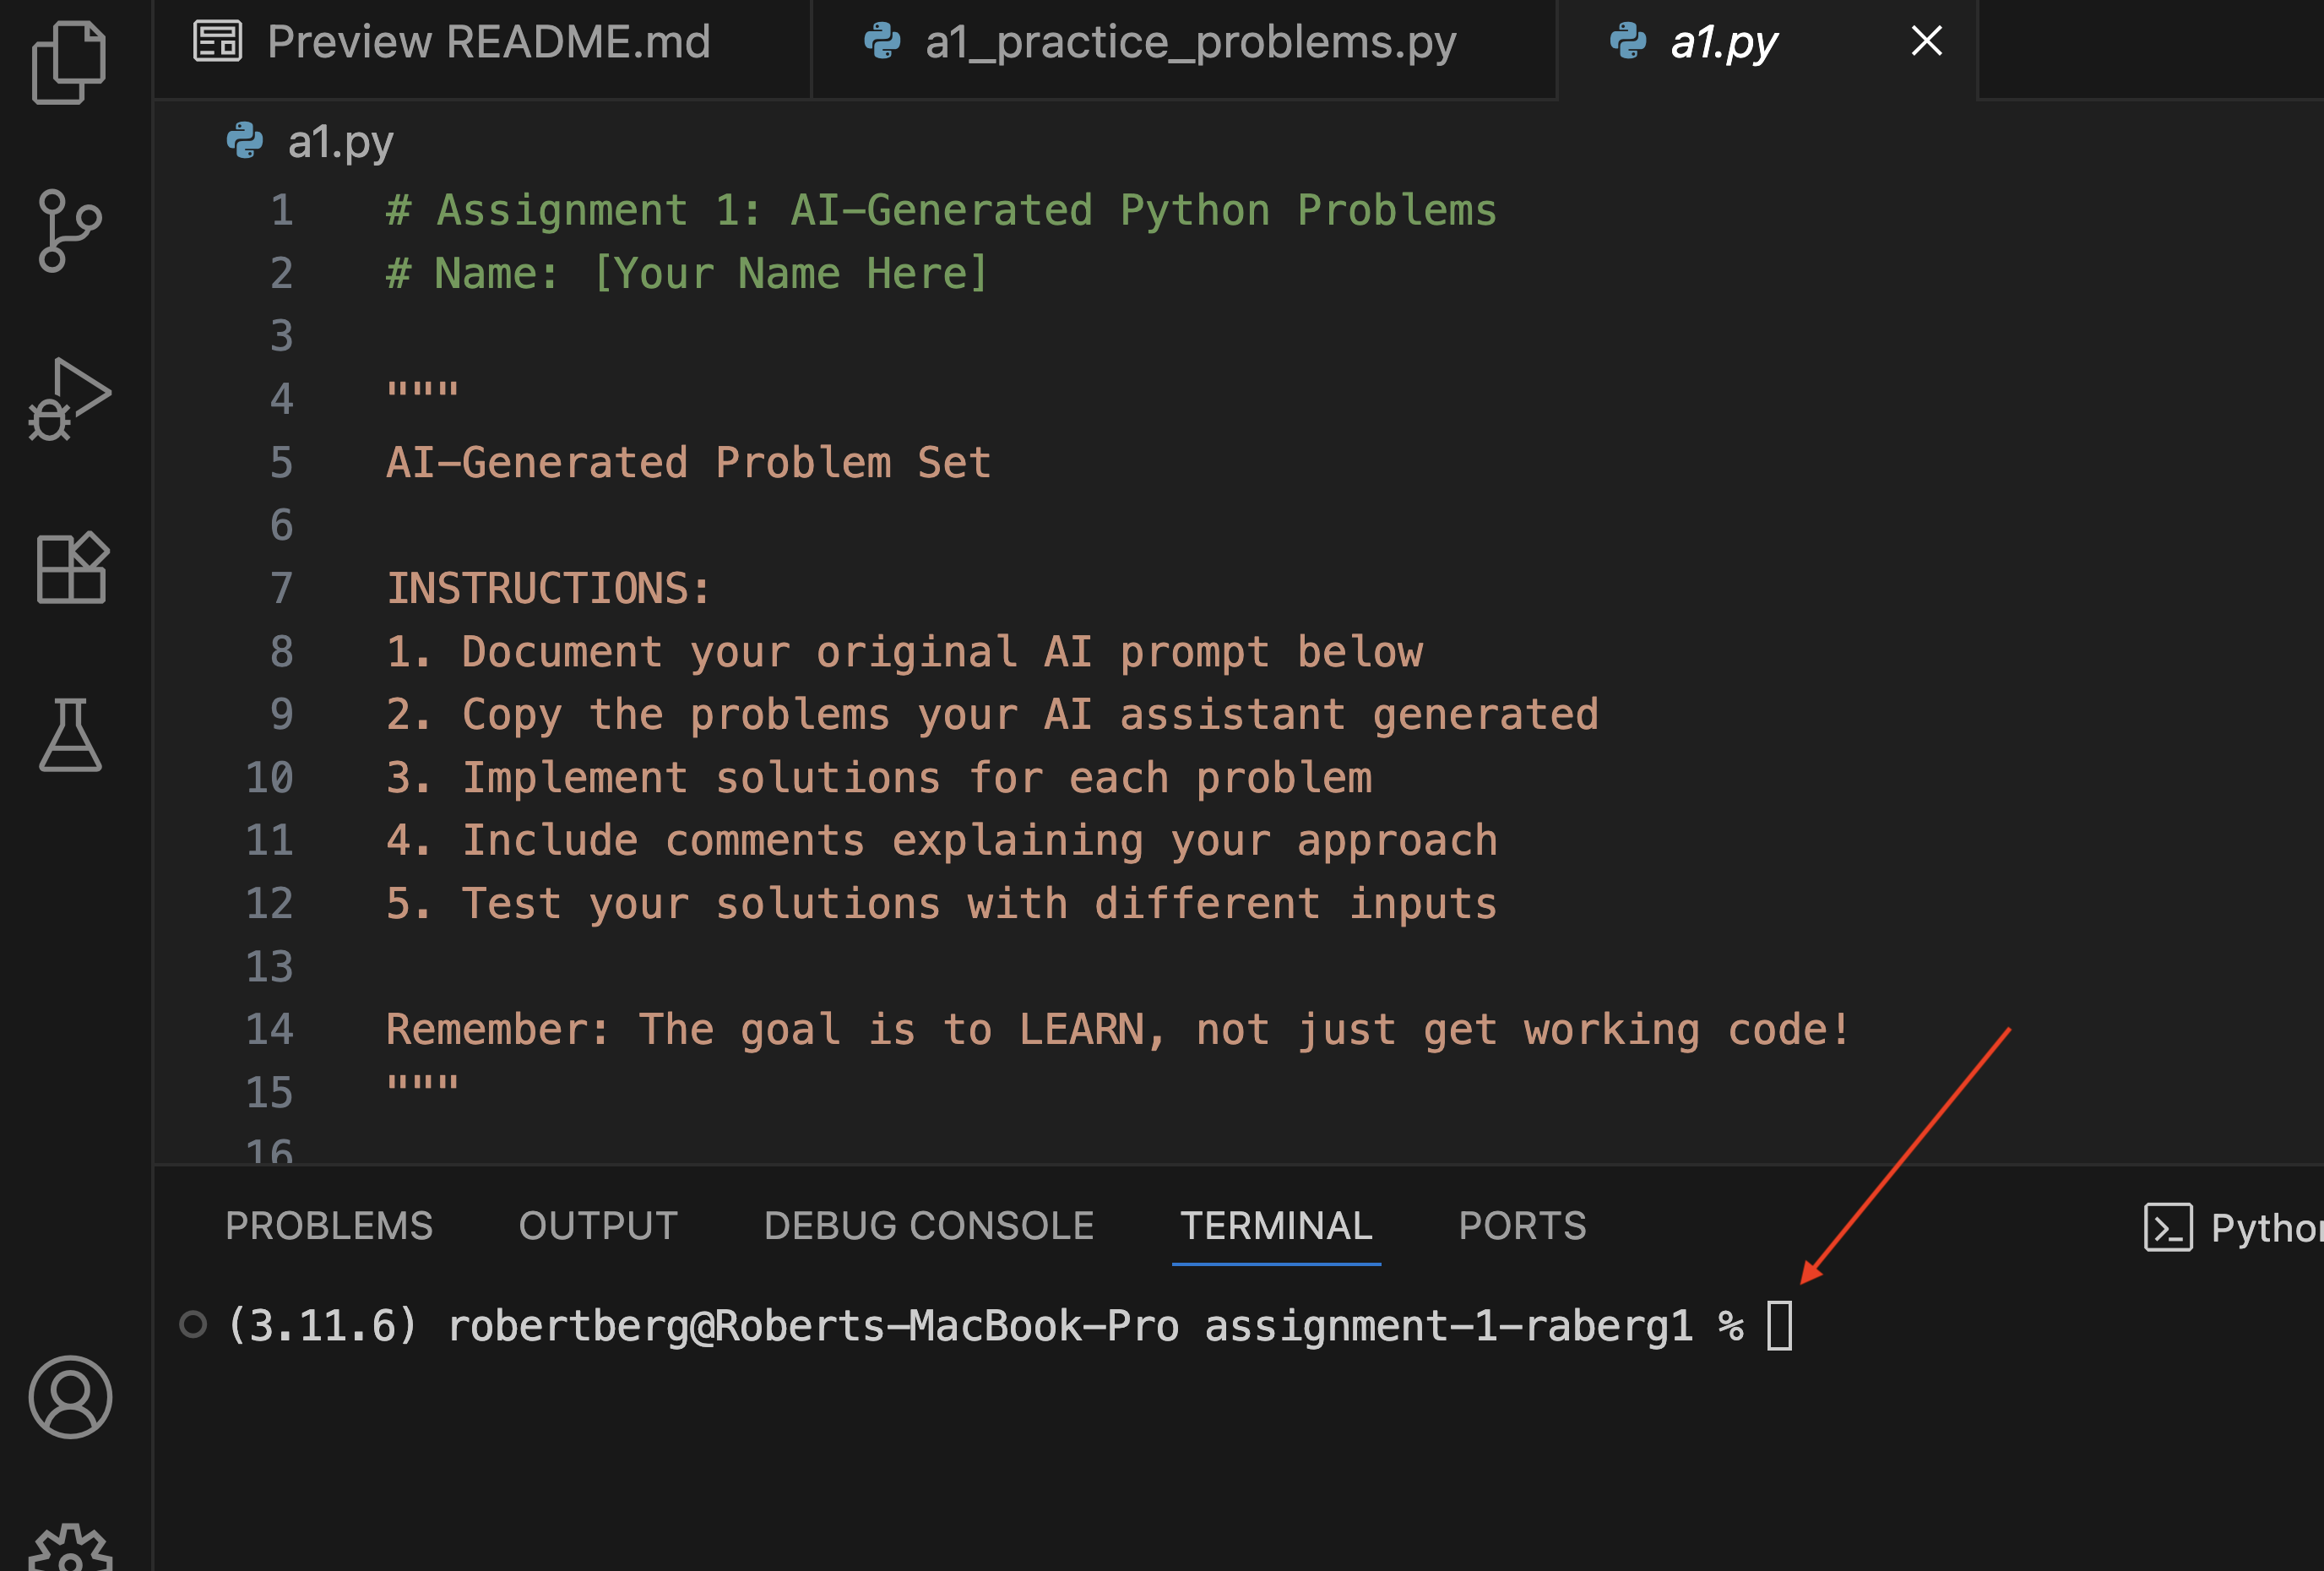 Preview README.md
a1_practice_problems.py
a1.py
a1.py
1 # Assignment 1: AI-Generated Python Problems
2 # Name: [Your Name Here]
3
4 """
5 AI-Generated Problem Set
6
7 INSTRUCTIONS:
8 1. Document your original AI prompt below
9 2. Copy the problems your AI assistant generated
10 3. Implement solutions for each problem
11 4. Include comments explaining your approach
12 5. Test your solutions with different inputs
13
14 Remember: The goal is to LEARN, not just get working code!
15 """
16
PROBLEMS OUTPUT DEBUG CONSOLE TERMINAL PORTS
(3.11.6) robertberg@Roberts-MacBook-Pro assignment-1-raberg1 %